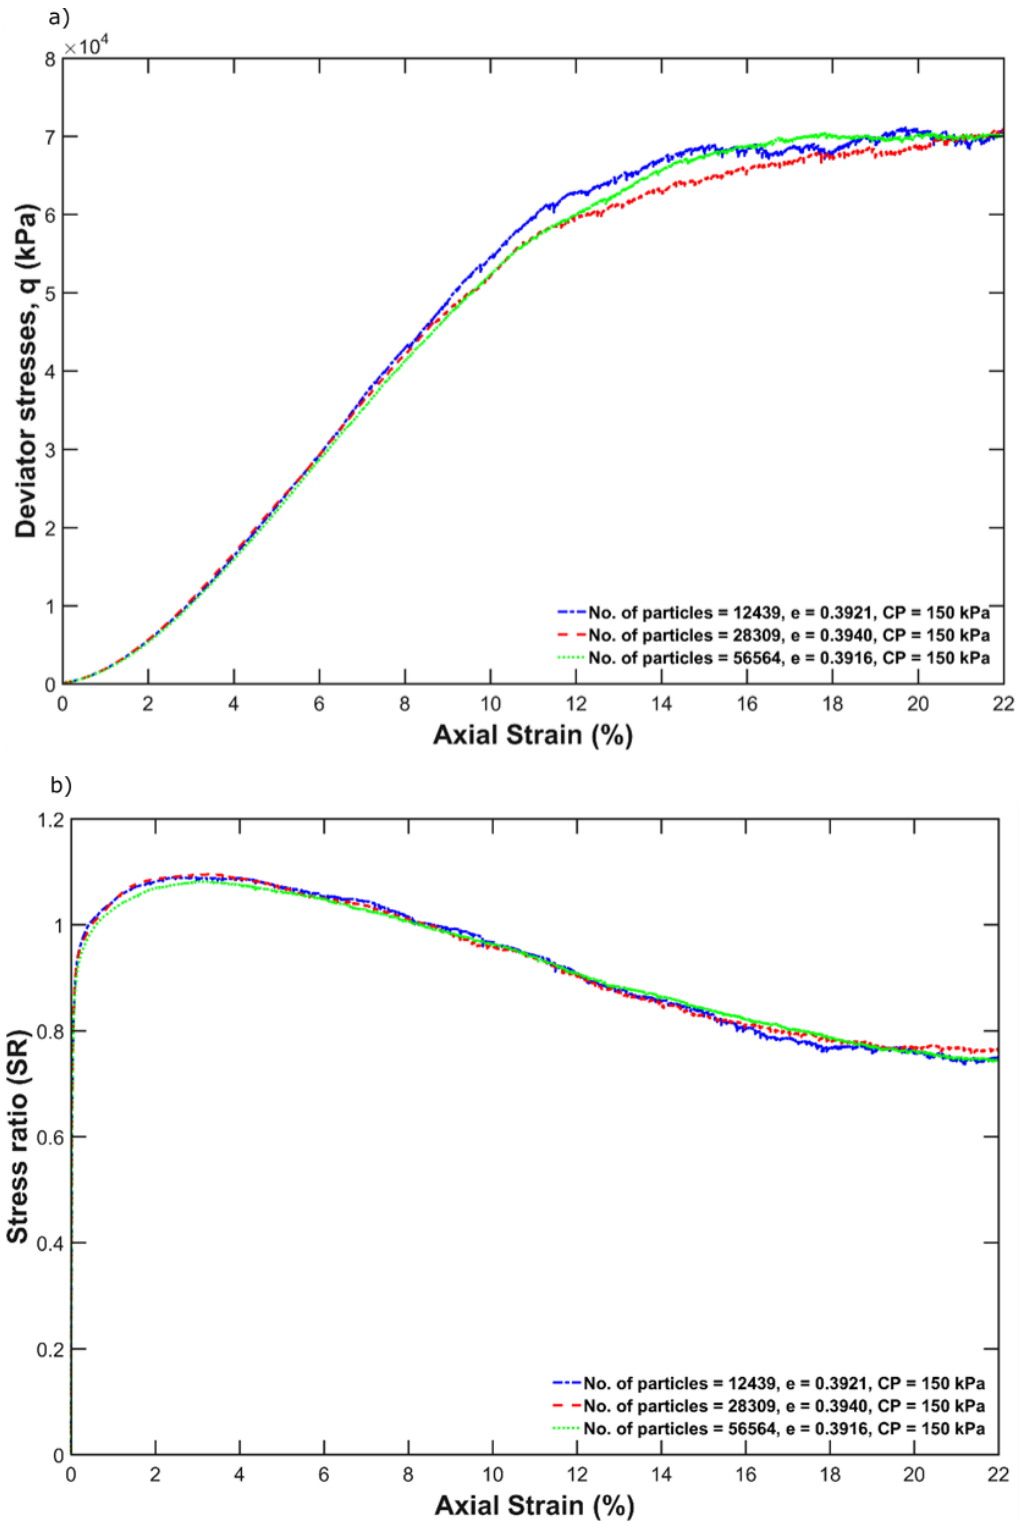 a)
×10⁴
8
7
6
5
4
3
2
1
0
Deviator stresses, q (kPa)
No. of particles = 12439, e = 0.3921, CP = 150 kPa
No. of particles = 28309, e = 0.3940, CP = 150 kPa
No. of particles = 56564, e = 0.3916, CP = 150 kPa
0 2 4 6 8 10 12 14 16 18 20 22
Axial Strain (%)
b)
1.2
1
0.8
0.6
0.4
0.2
0
Stress ratio (SR)
No. of particles = 12439, e = 0.3921, CP = 150 kPa
No. of particles = 28309, e = 0.3940, CP = 150 kPa
No. of particles = 56564, e = 0.3916, CP = 150 kPa
0 2 4 6 8 10 12 14 16 18 20 22
Axial Strain (%)